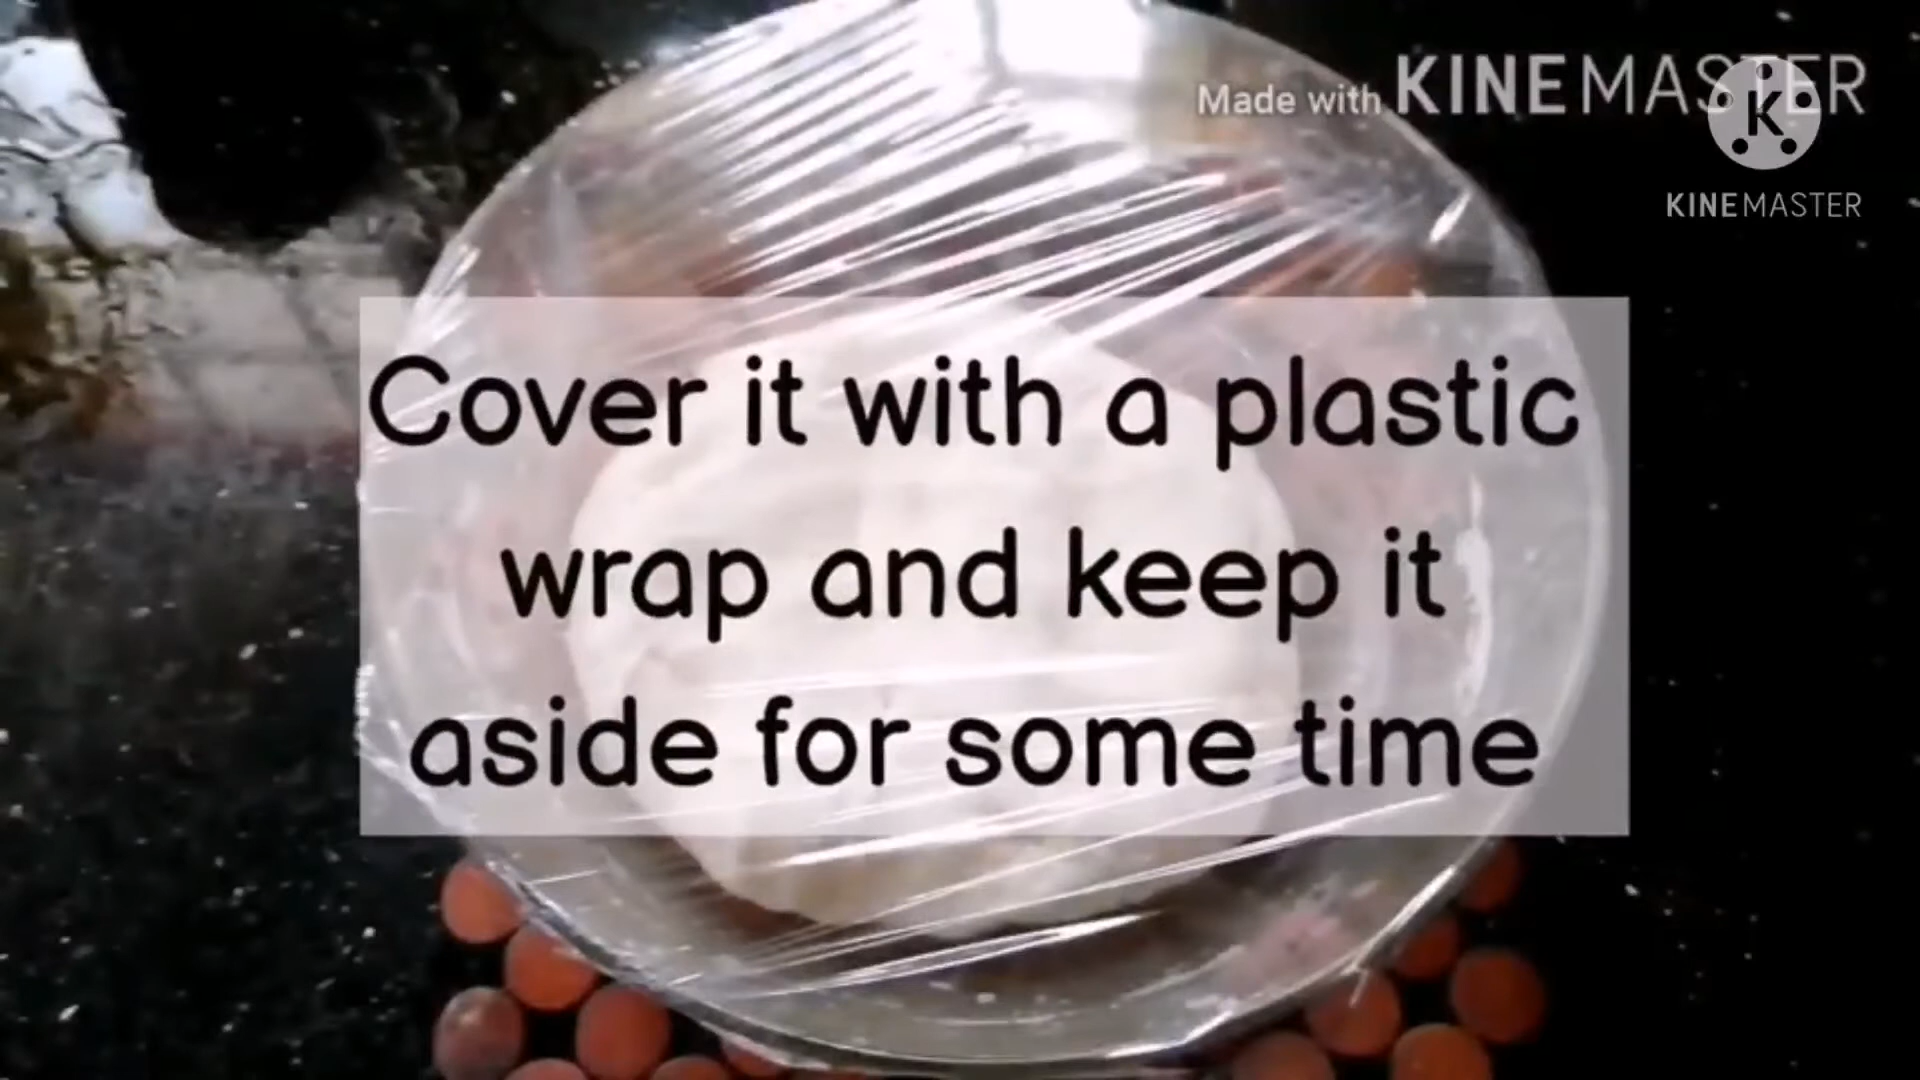 Made with KINEMASTER
KINEMASTER
Cover it with a plastic
wrap and keep it
aside for some time